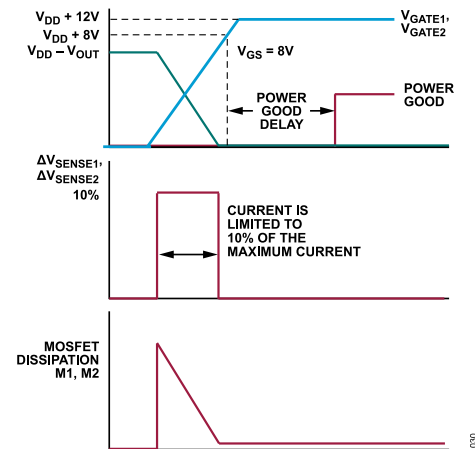 VDD + 12V
VDD + 8V
VDD – VOUT
VGATE1,
VGATE2
VGS = 8V
POWER
GOOD
DELAY
POWER
GOOD
ΔVSENSE1,
ΔVSENSE2
10%
CURRENT IS
LIMITED TO
10% OF THE
MAXIMUM CURRENT
MOSFET
DISSIPATION
M1, M2
030